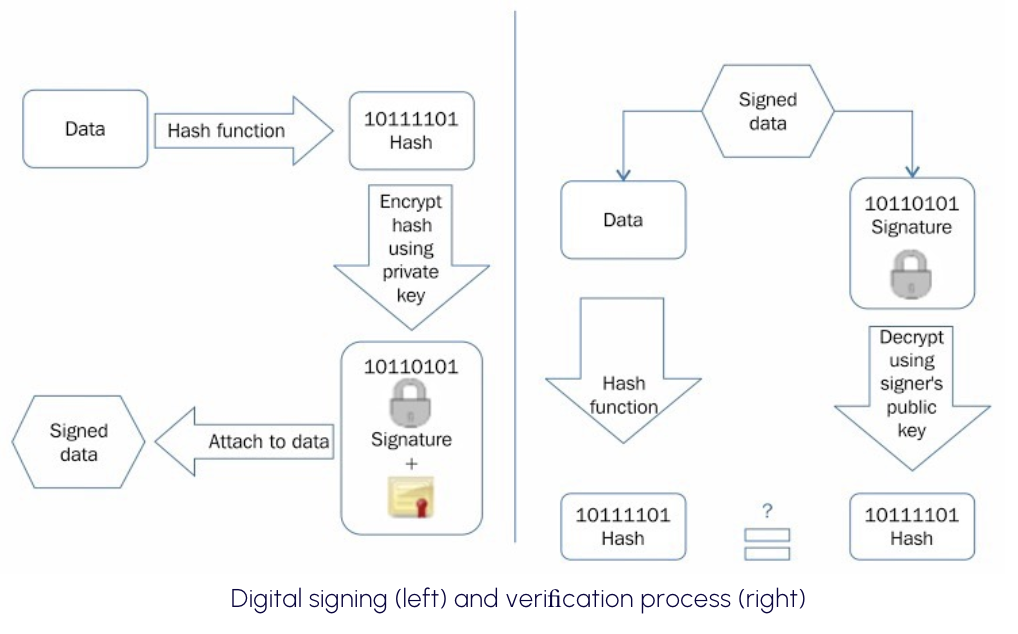 Data
Hash function
10111101
Hash
Encrypt
hash
using
private
key
10110101
Signature
+
Attach to data
Signed
data
Signed
data
Data
10110101
Signature
Hash
function
Decrypt
using
signer's
public
key
10111101
Hash
?
10111101
Hash
Digital signing (left) and verification process (right)